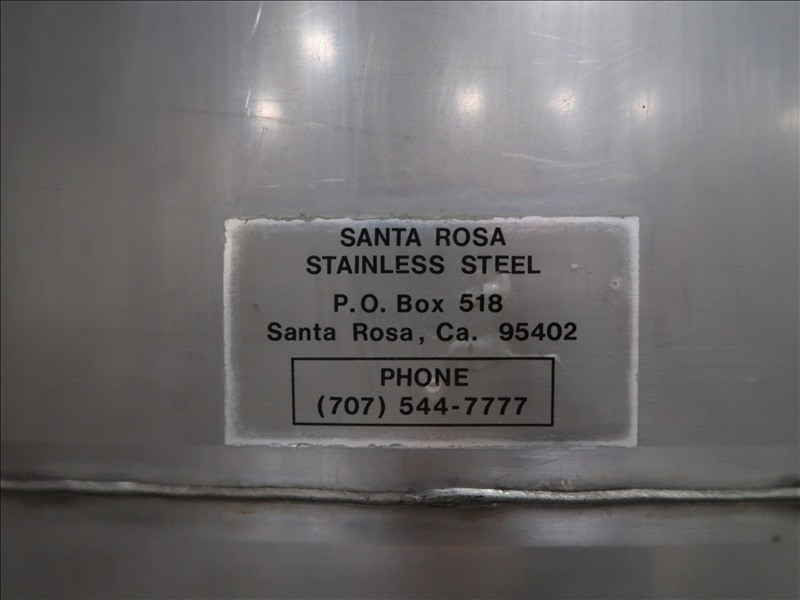 SANTA ROSA
STAINLESS STEEL
P.O. Box 518
Santa Rosa, Ca. 95402
PHONE
(707) 544-7777